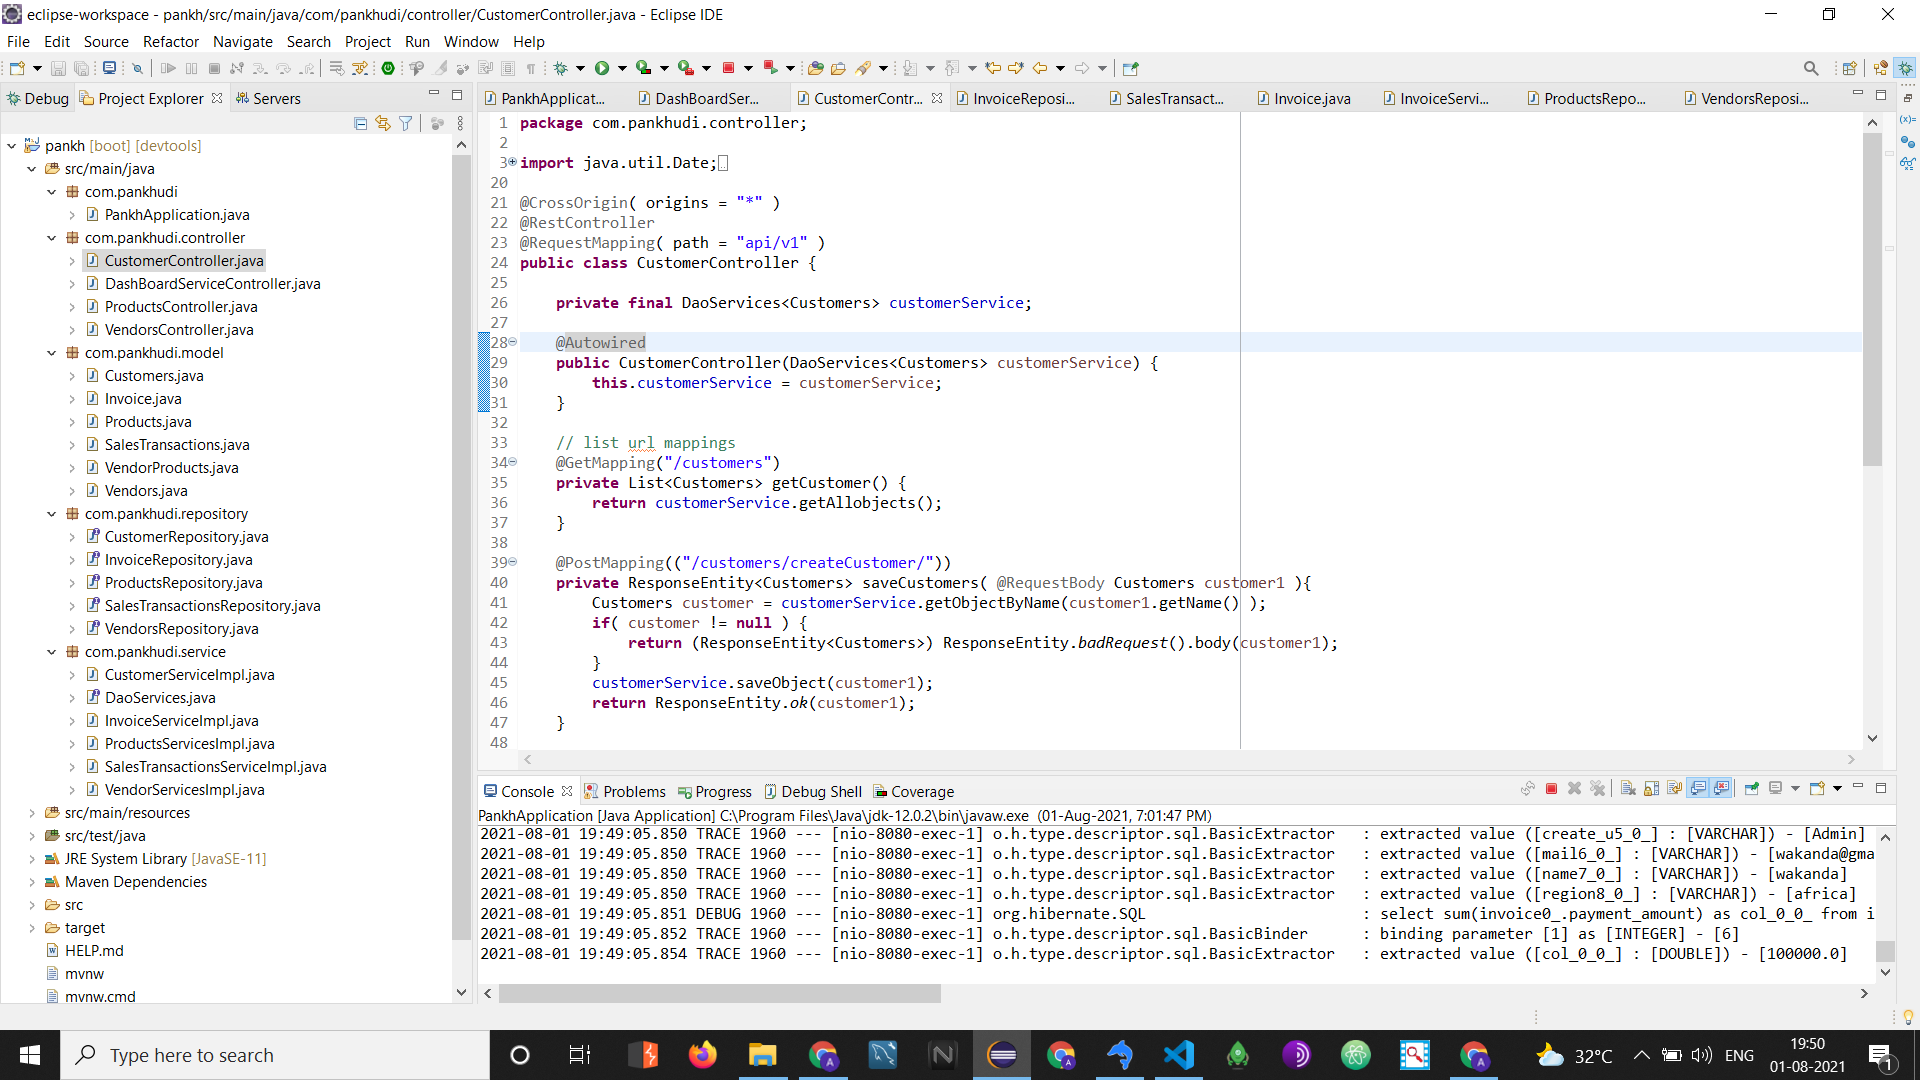 eclipse-workspace - pankh/src/main/java/com/pankhudi/controller/CustomerController.java - Eclipse IDE
File Edit Source Refactor Navigate Search Project Run Window Help
Debug Project Explorer Servers
PankhApplicat... DashBoardSer... CustomerContr... InvoiceReposi... SalesTransact... Invoice.java InvoiceServi... ProductsRepo... VendorsReposi...
pankh [boot] [devtools]
src/main/java
com.pankhudi
PankhApplication.java
com.pankhudi.controller
CustomerController.java
DashBoardServiceController.java
ProductsController.java
VendorsController.java
com.pankhudi.model
Customers.java
Invoice.java
Products.java
SalesTransactions.java
VendorProducts.java
Vendors.java
com.pankhudi.repository
CustomerRepository.java
InvoiceRepository.java
ProductsRepository.java
SalesTransactionsRepository.java
VendorsRepository.java
com.pankhudi.service
CustomerServiceImpl.java
DaoServices.java
InvoiceServiceImpl.java
ProductsServicesImpl.java
SalesTransactionsServiceImpl.java
VendorServicesImpl.java
src/main/resources
src/test/java
JRE System Library [JavaSE-11]
Maven Dependencies
src
target
HELP.md
mvnw
mvnw.cmd
1 package com.pankhudi.controller;
2
3 import java.util.Date;
20
21 @CrossOrigin( origins = "*" )
22 @RestController
23 @RequestMapping( path = "api/v1" )
24 public class CustomerController {
25
26 private final DaoServices<Customers> customerService;
27
28 @Autowired
29 public CustomerController(DaoServices<Customers> customerService) {
30 this.customerService = customerService;
31 }
32
33 // list url mappings
34 @GetMapping("/customers")
35 private List<Customers> getCustomer() {
36 return customerService.getAllobjects();
37 }
38
39 @PostMapping(("/customers/createCustomer/"))
40 private ResponseEntity<Customers> saveCustomers( @RequestBody Customers customer1 ){
41 Customers customer = customerService.getObjectByName(customer1.getName() );
42 if( customer != null ) {
43 return (ResponseEntity<Customers>) ResponseEntity.badRequest().body(customer1);
44 }
45 customerService.saveObject(customer1);
46 return ResponseEntity.ok(customer1);
47 }
48
Console Problems Progress Debug Shell Coverage
PankhApplication [Java Application] C:\Program Files\Java\jdk-12.0.2\bin\javaw.exe (01-Aug-2021, 7:01:47 PM)
2021-08-01 19:49:05.850 TRACE 1960 --- [nio-8080-exec-1] o.h.type.descriptor.sql.BasicExtractor : extracted value ([create_u5_0_] : [VARCHAR]) - [Admin]
2021-08-01 19:49:05.850 TRACE 1960 --- [nio-8080-exec-1] o.h.type.descriptor.sql.BasicExtractor : extracted value ([mail6_0_] : [VARCHAR]) - [wakanda@gma
2021-08-01 19:49:05.850 TRACE 1960 --- [nio-8080-exec-1] o.h.type.descriptor.sql.BasicExtractor : extracted value ([name7_0_] : [VARCHAR]) - [wakanda]
2021-08-01 19:49:05.850 TRACE 1960 --- [nio-8080-exec-1] o.h.type.descriptor.sql.BasicExtractor : extracted value ([region8_0_] : [VARCHAR]) - [africa]
2021-08-01 19:49:05.851 DEBUG 1960 --- [nio-8080-exec-1] org.hibernate.SQL : select sum(invoice0_.payment_amount) as col_0_0_ from i
2021-08-01 19:49:05.852 TRACE 1960 --- [nio-8080-exec-1] o.h.type.descriptor.sql.BasicBinder : binding parameter [1] as [INTEGER] - [6]
2021-08-01 19:49:05.854 TRACE 1960 --- [nio-8080-exec-1] o.h.type.descriptor.sql.BasicExtractor : extracted value ([col_0_0_] : [DOUBLE]) - [100000.0]
Type here to search
32°C
ENG
19:50
01-08-2021
1